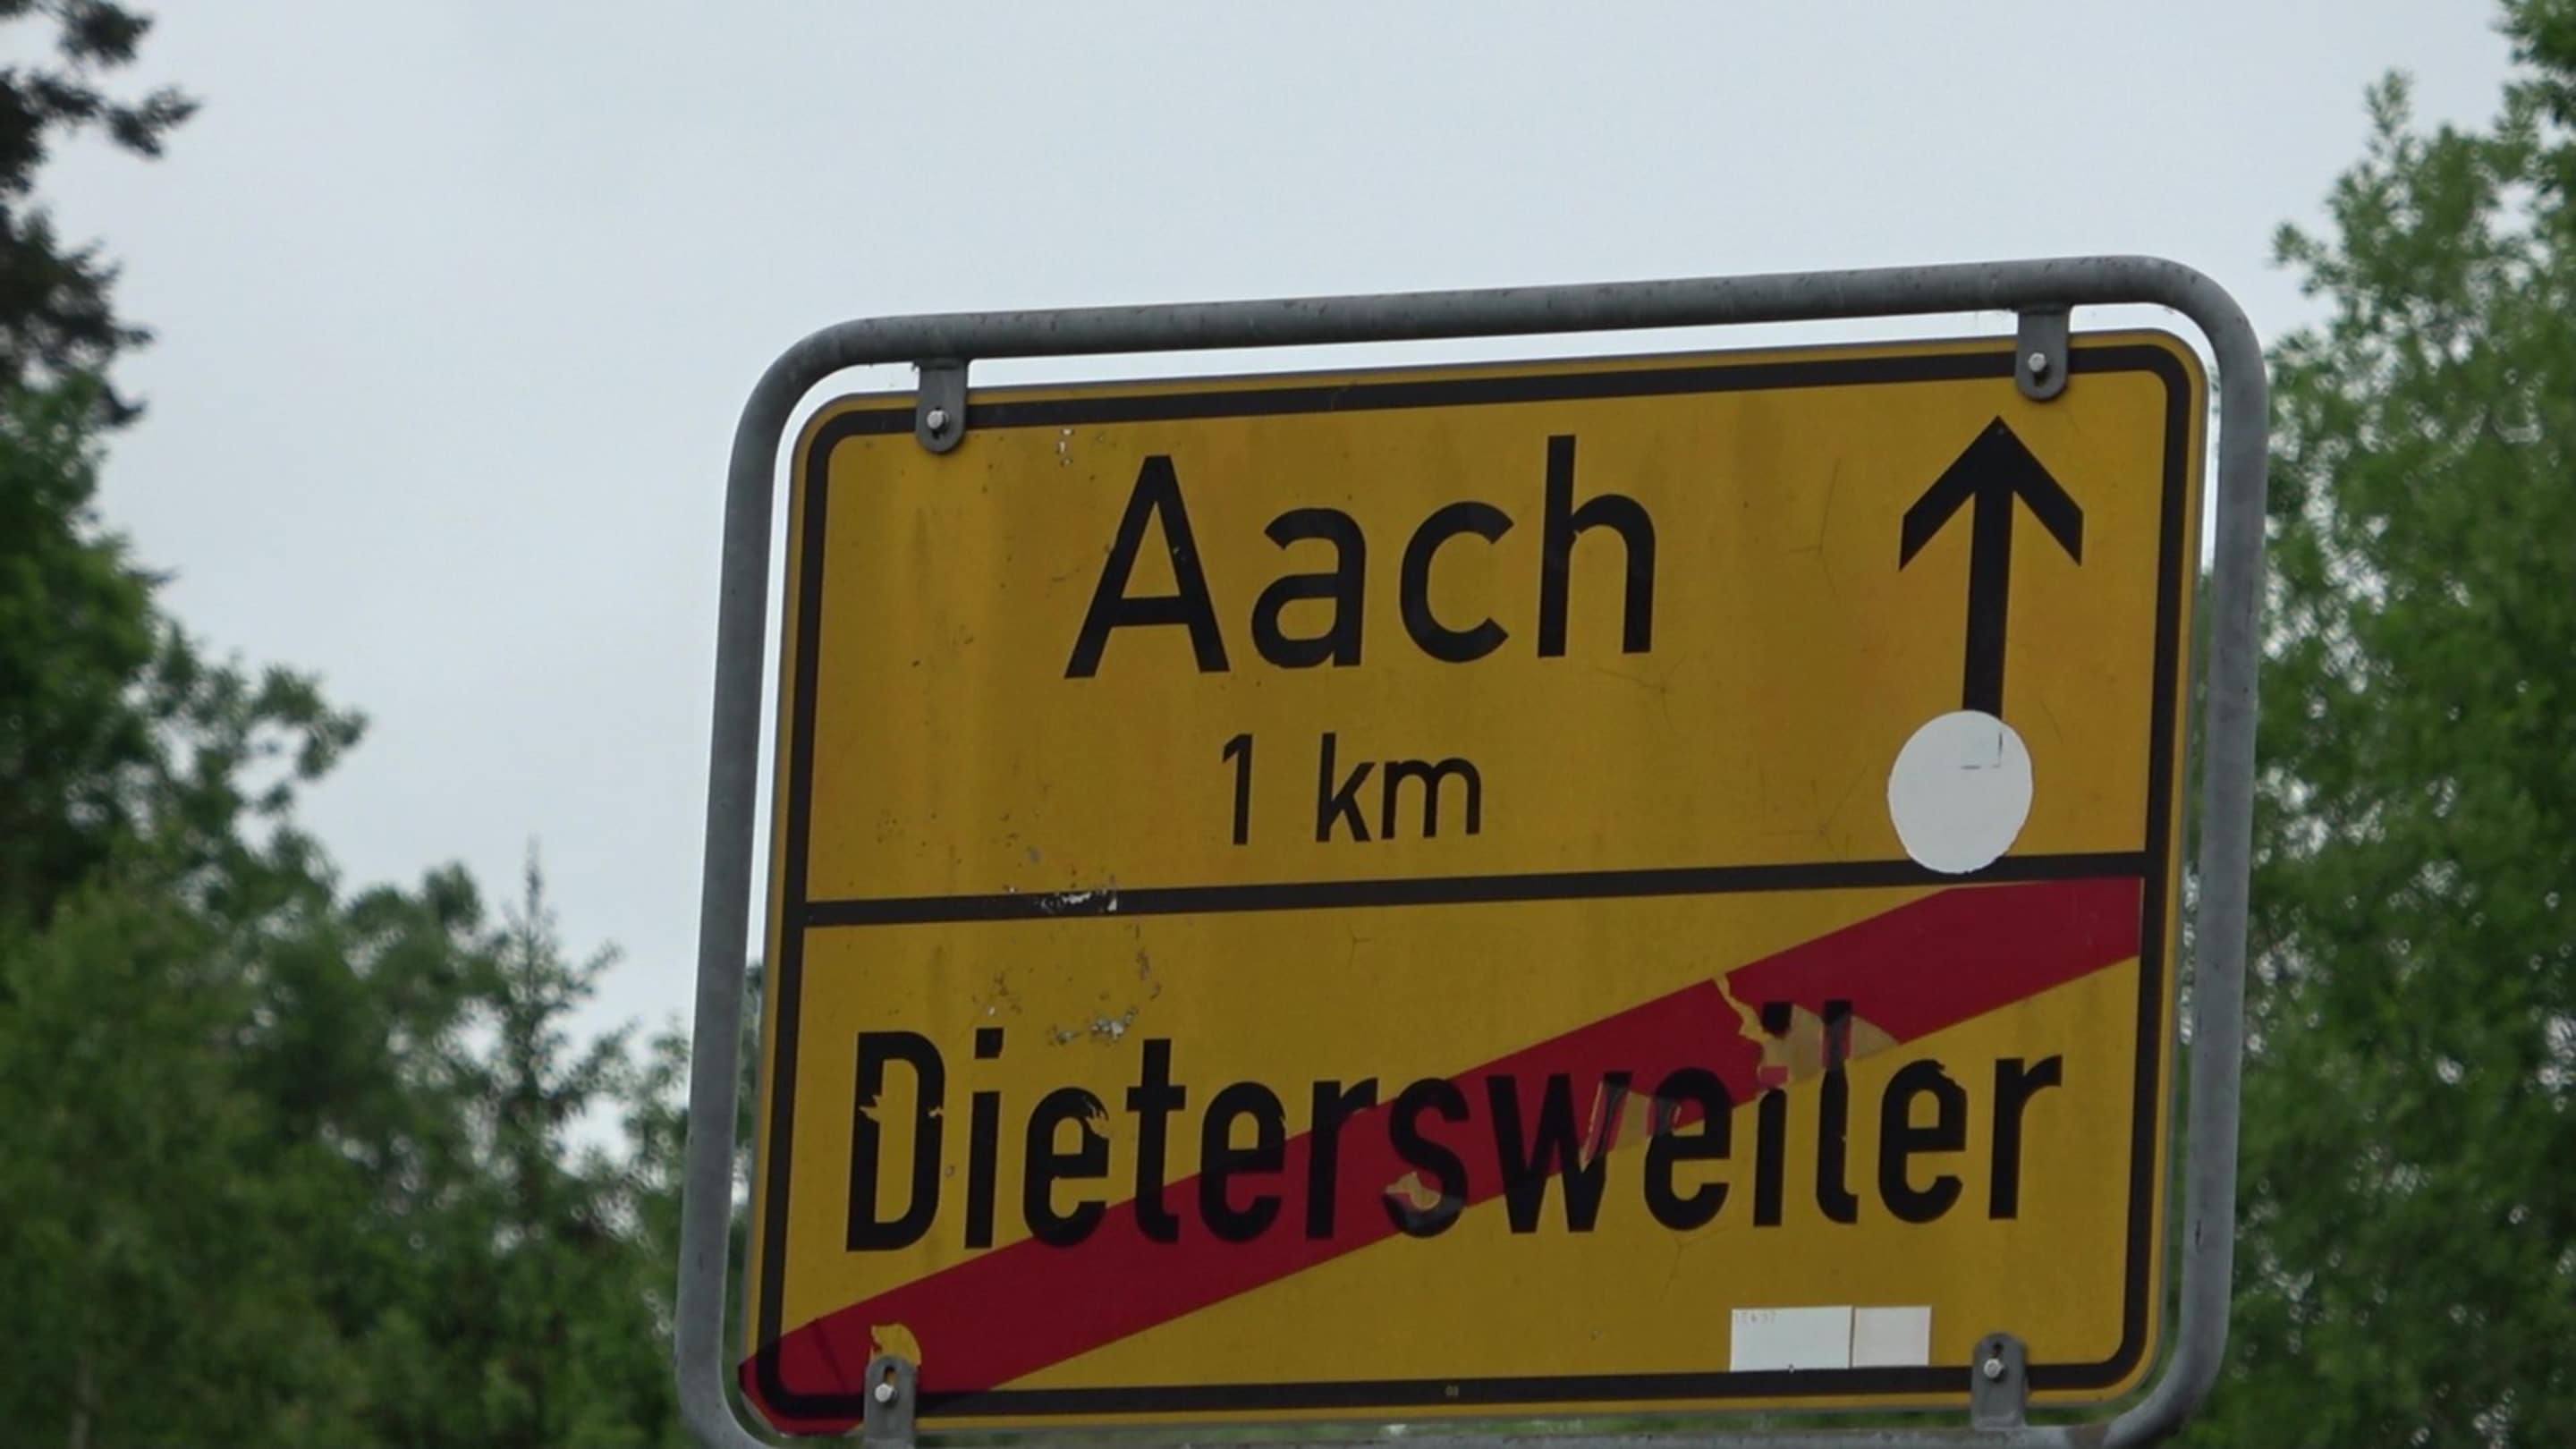 Aach
1 km
Dietersweiler